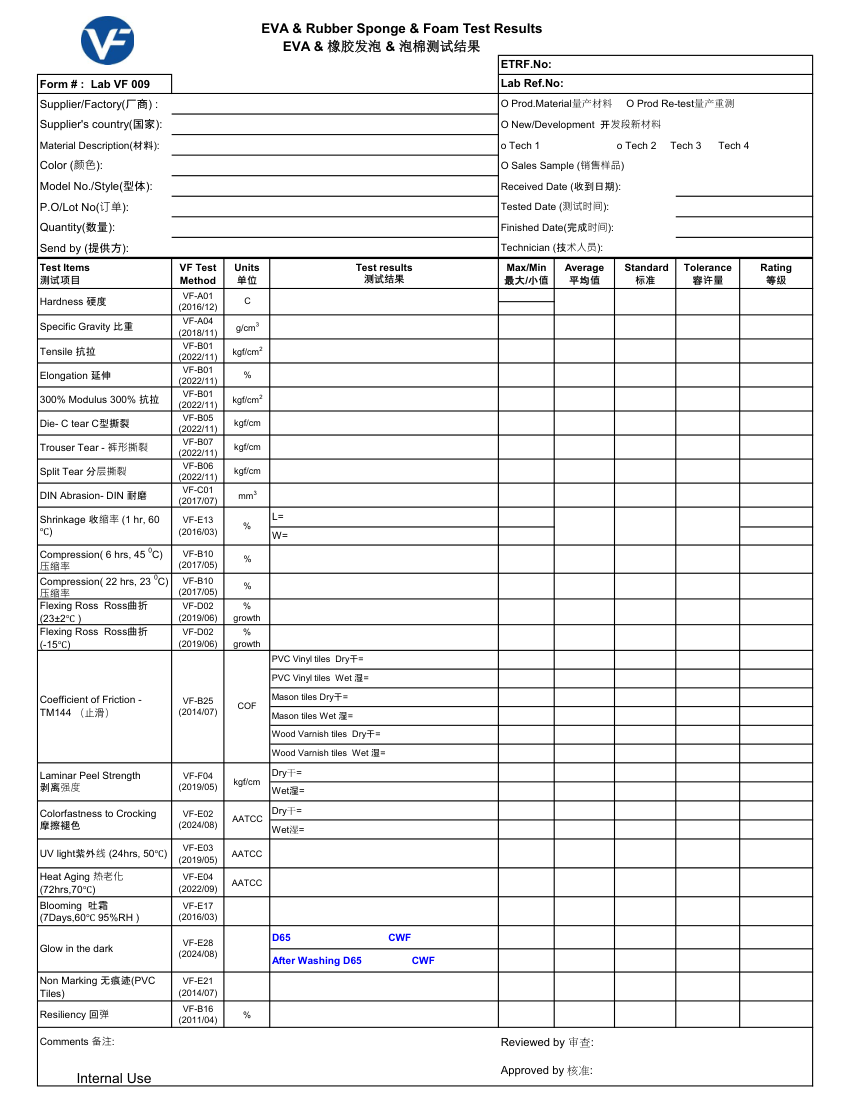 VF
EVA & Rubber Sponge & Foam Test Results
EVA & 橡胶发泡 & 泡棉测试结果
ETRF.No:
Form # : Lab VF 009
Lab Ref.No:
Supplier/Factory(厂商) :
O Prod.Material量产材料 O Prod Re-test量产重测
Supplier's country(国家):
O New/Development 开发段新材料
Material Description(材料):
o Tech 1 o Tech 2 Tech 3 Tech 4
Color (颜色):
O Sales Sample (销售样品)
Model No./Style(型体):
Received Date (收到日期):
P.O/Lot No(订单):
Tested Date (测试时间):
Quantity(数量):
Finished Date(完成时间):
Send by (提供方):
Technician (技术人员):
Test Items VF Test Units Test results Max/Min Average Standard Tolerance Rating
测试项目 Method 单位 测试结果 最大/小值 平均值 标准 容许量 等级
Hardness 硬度 VF-A01 (2016/12) C
Specific Gravity 比重 VF-A04 (2018/11) g/cm3
Tensile 抗拉 VF-B01 (2022/11) kgf/cm2
Elongation 延伸 VF-B01 (2022/11) %
300% Modulus 300% 抗拉 VF-B01 (2022/11) kgf/cm2
Die- C tear C型撕裂 VF-B05 (2022/11) kgf/cm
Trouser Tear - 裤形撕裂 VF-B07 (2022/11) kgf/cm
Split Tear 分层撕裂 VF-B06 (2022/11) kgf/cm
DIN Abrasion- DIN 耐磨 VF-C01 (2017/07) mm3
Shrinkage 收缩率 (1 hr, 60 ℃) VF-E13 (2016/03) %
L=
W=
Compression( 6 hrs, 45 0C) 压缩率 VF-B10 (2017/05) %
Compression( 22 hrs, 23 0C) 压缩率 VF-B10 (2017/05) %
Flexing Ross Ross曲折 (23±2℃ ) VF-D02 (2019/06) % growth
Flexing Ross Ross曲折 (-15℃) VF-D02 (2019/06) % growth
Coefficient of Friction - TM144 （止滑） VF-B25 (2014/07) COF
PVC Vinyl tiles Dry干=
PVC Vinyl tiles Wet 湿=
Mason tiles Dry干=
Mason tiles Wet 湿=
Wood Varnish tiles Dry干=
Wood Varnish tiles Wet 湿=
Laminar Peel Strength 剥离强度 VF-F04 (2019/05) kgf/cm
Dry干=
Wet湿=
Colorfastness to Crocking 摩擦褪色 VF-E02 (2024/08) AATCC
Dry干=
Wet湿=
UV light紫外线 (24hrs, 50℃) VF-E03 (2019/05) AATCC
Heat Aging 热老化 (72hrs,70℃) VF-E04 (2022/09) AATCC
Blooming 吐霜 (7Days,60℃ 95%RH ) VF-E17 (2016/03)
Glow in the dark VF-E28 (2024/08)
D65 CWF
After Washing D65 CWF
Non Marking 无痕迹(PVC Tiles) VF-E21 (2014/07)
Resiliency 回弹 VF-B16 (2011/04) %
Comments 备注:
Reviewed by 审查:
Approved by 核准:
Internal Use